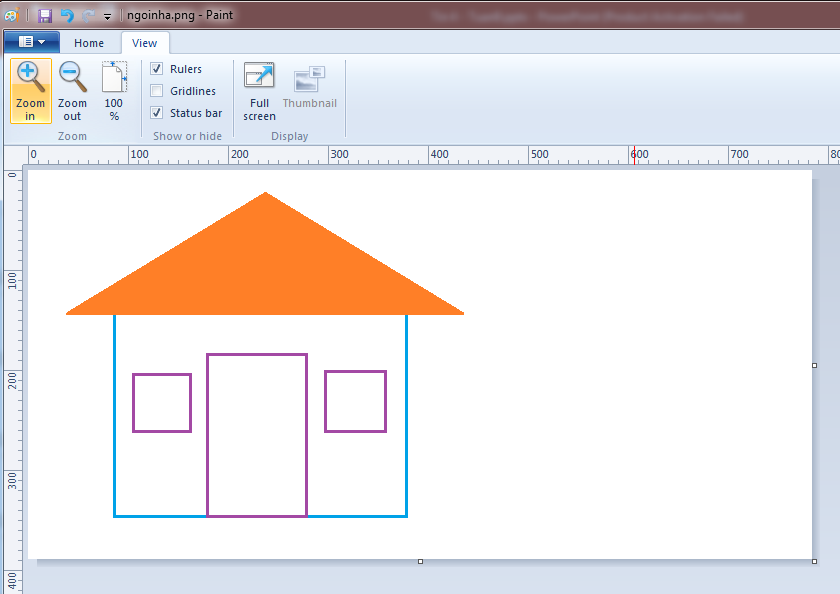 ngoinha.png - Paint
Home View
Zoom in
Zoom out
100 %
Rulers
Gridlines
Status bar
Full screen
Thumbnail
Zoom Show or hide Display
0 100 200 300 400 500 600 700
0
100
200
300
400